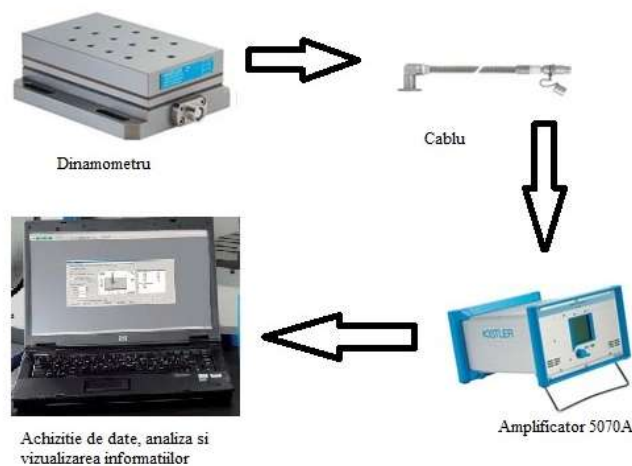 Dinamometru
Cablu
KISTLER
Amplificator 5070A
Achizitie de date, analiza si
vizualizarea informatiilor